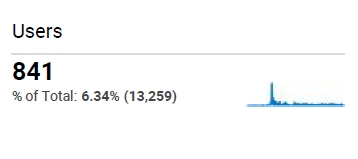 Users
841
% of Total: 6.34% (13,259)